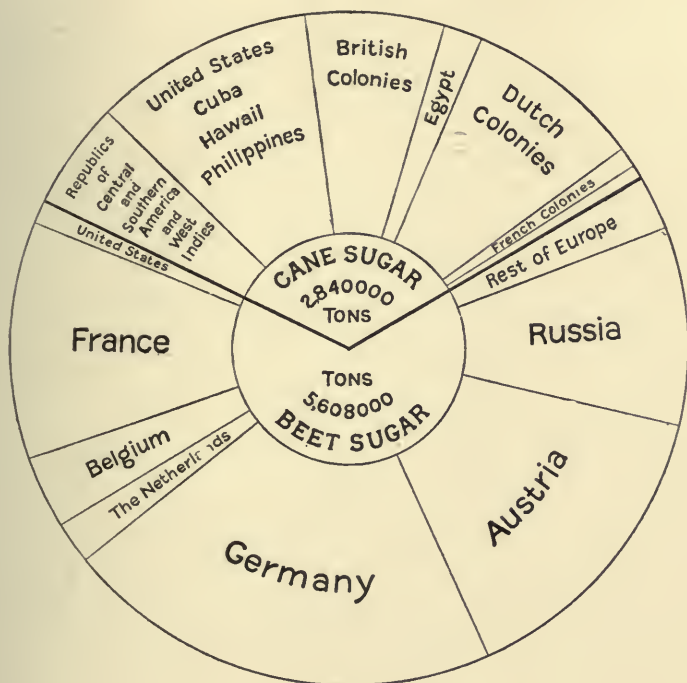 United States
Cuba
Hawaii
Philippines
British
Colonies
Egypt
Dutch
Colonies
French Colonies
Republics
of
Central
and
Southern
America
and
West
Indies
CANE SUGAR
2,840000
TONS
United States
France
Belgium
The Netherlands
Germany
Austria
Russia
Rest of Europe
TONS
5,608000
BEET SUGAR